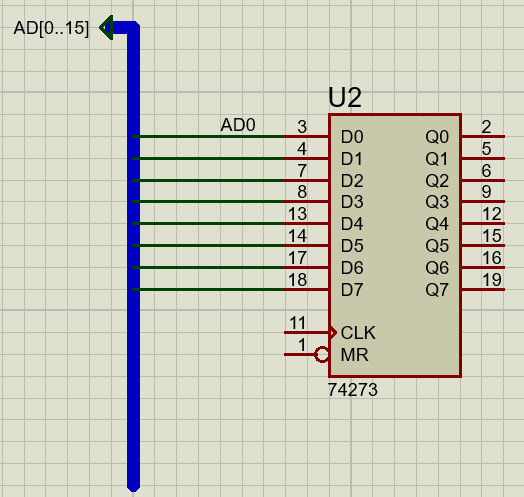 AD[0..15]
U2
AD0 3 D0 Q0 2
4 D1 Q1 5
7 D2 Q2 6
8 D3 Q3 9
13 D4 Q4 12
14 D5 Q5 15
17 D6 Q6 16
18 D7 Q7 19
11 CLK
1 MR
74273